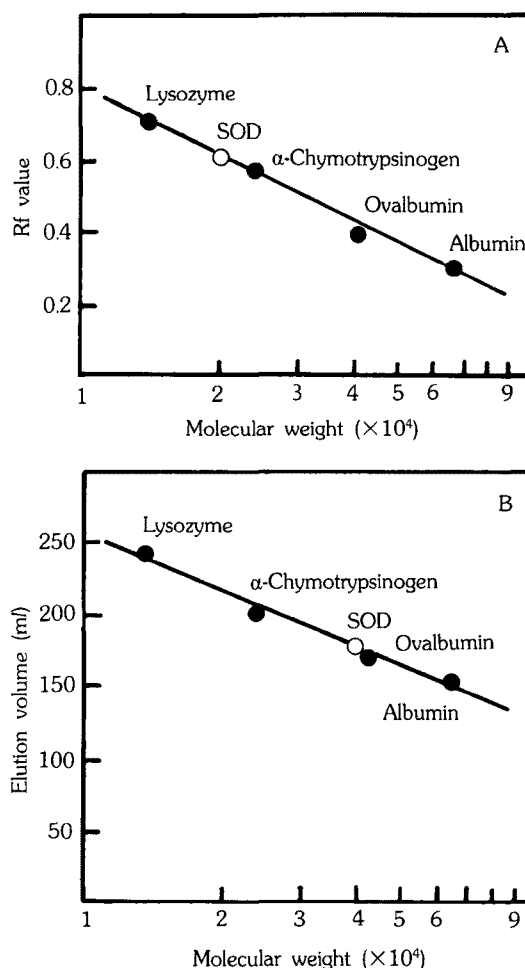 A
Lysozyme
SOD
α-Chymotrypsinogen
Ovalbumin
Albumin
0.8
0.6
0.4
0.2
Rf value
1 2 3 4 5 6 9
Molecular weight (×10⁴)
B
Lysozyme
α-Chymotrypsinogen
SOD
Ovalbumin
Albumin
250
200
150
100
50
Elution volume (ml)
1 2 3 4 5 6 9
Molecular weight (×10⁴)